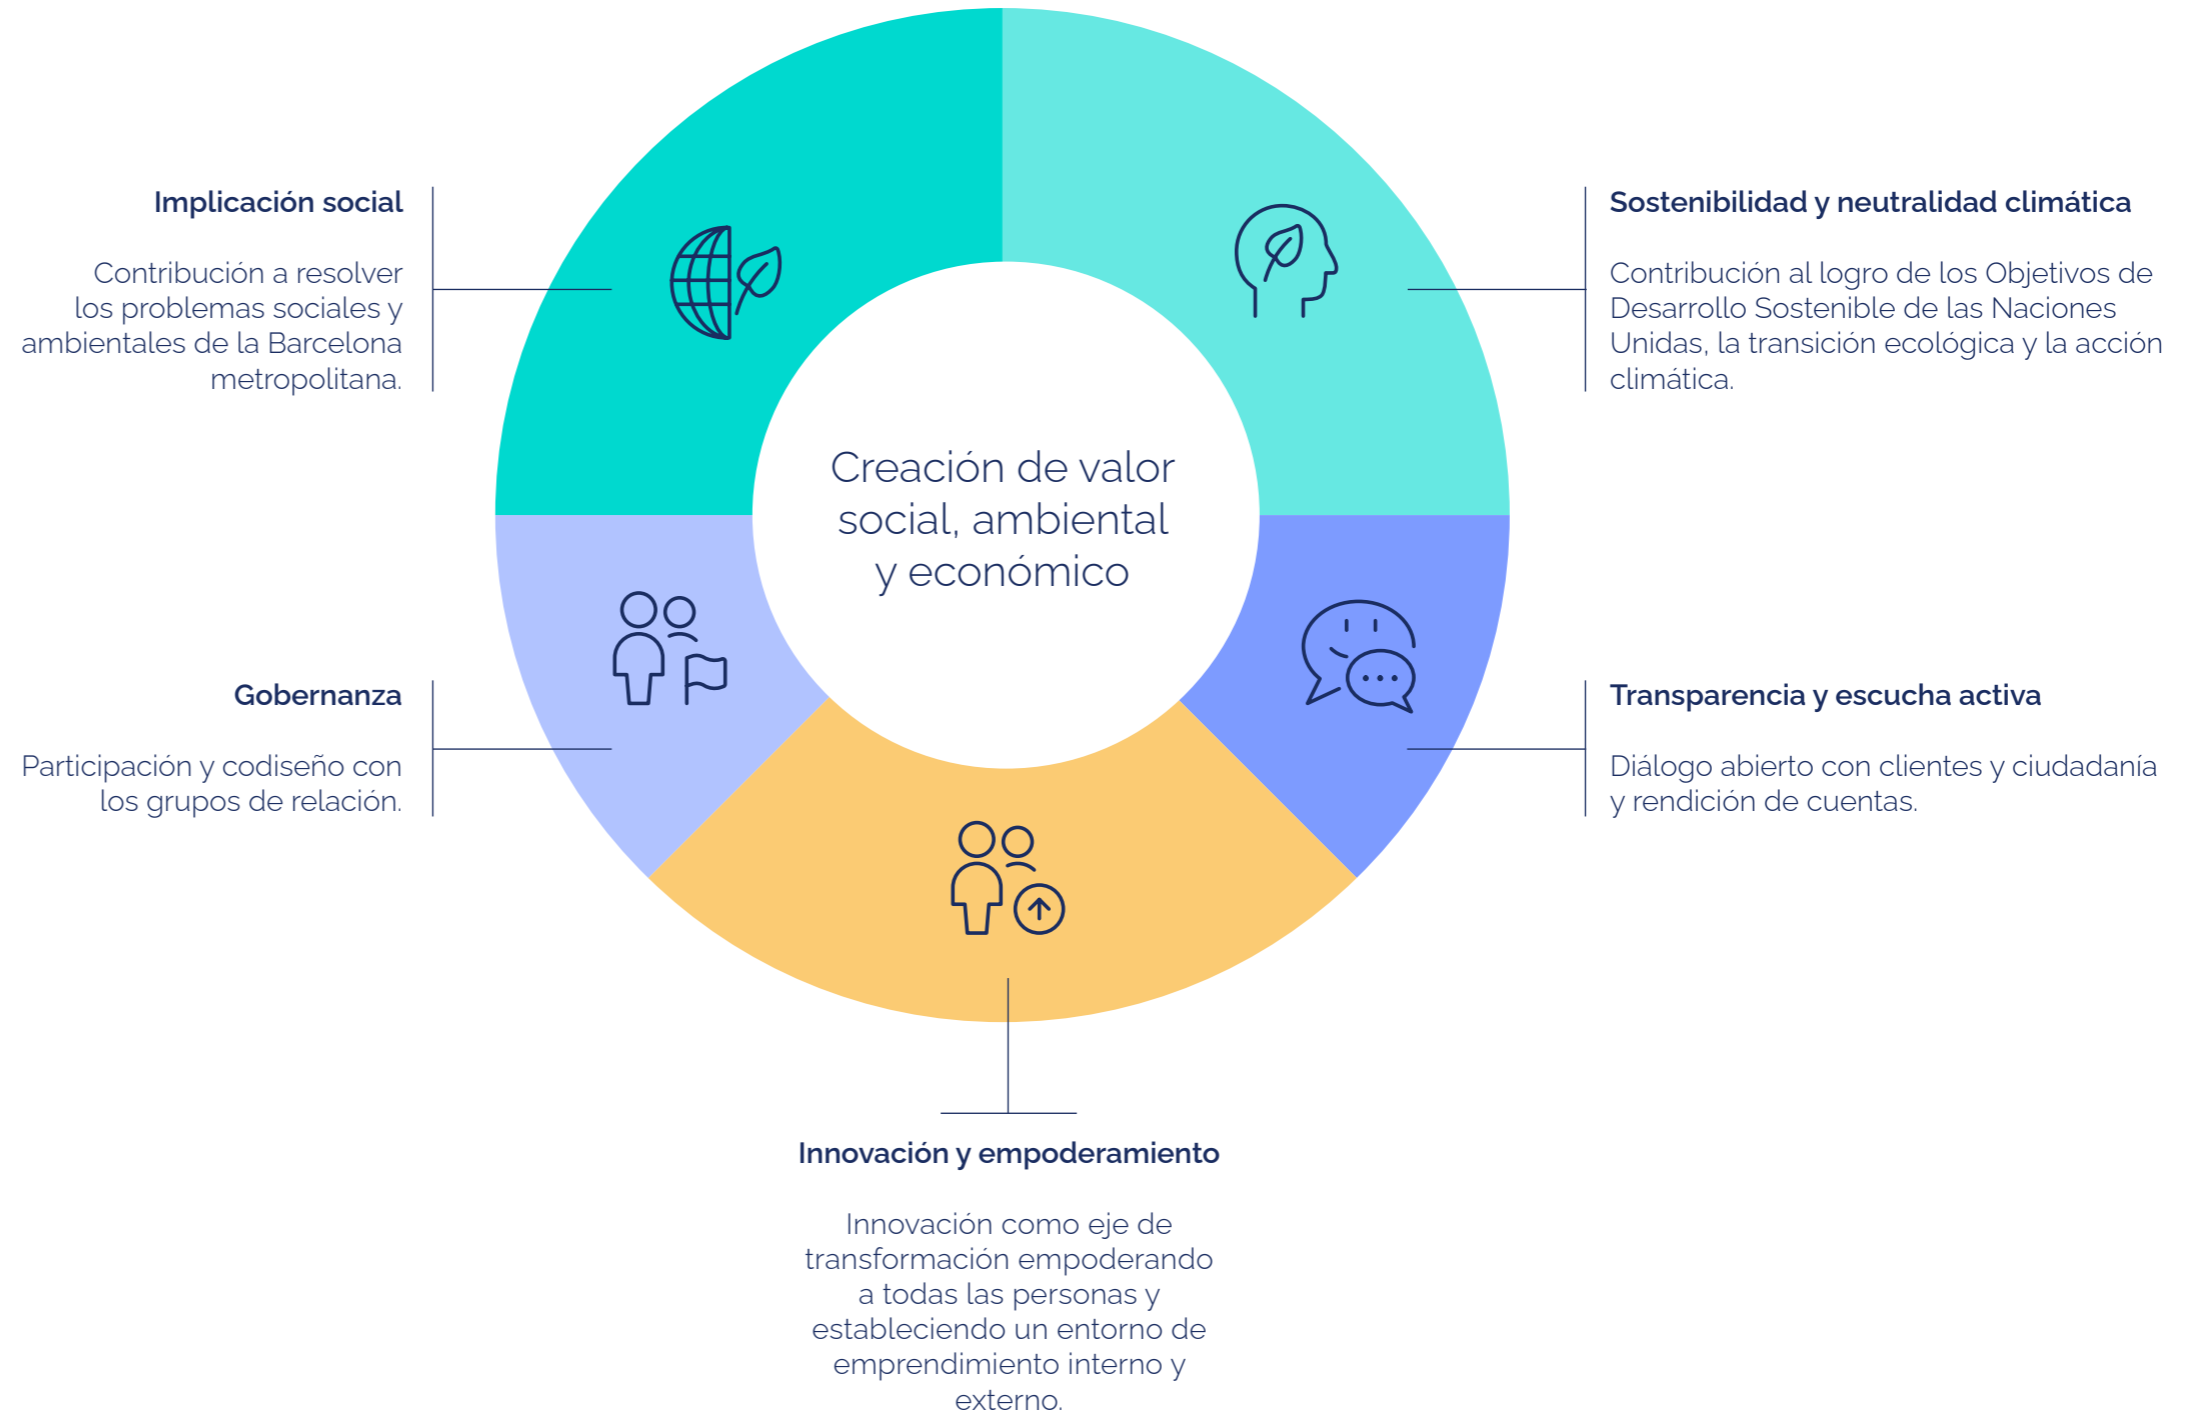 Implicación social
Contribución a resolver
los problemas sociales y
ambientales de la Barcelona
metropolitana.
Sostenibilidad y neutralidad climática
Contribución al logro de los Objetivos de
Desarrollo Sostenible de las Naciones
Unidas, la transición ecológica y la acción
climática.
Creación de valor
social, ambiental
y económico
Gobernanza
Participación y codiseño con
los grupos de relación.
Transparencia y escucha activa
Diálogo abierto con clientes y ciudadanía
y rendición de cuentas.
Innovación y empoderamiento
Innovación como eje de
transformación empoderando
a todas las personas y
estableciendo un entorno de
emprendimiento interno y
externo.